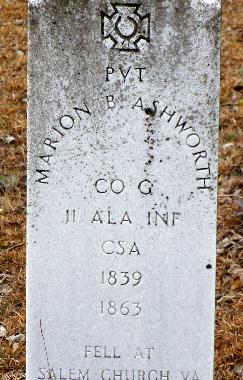 PVT
MARION B ASHWORTH
CO G
11 ALA INF
CSA
1839
1863
FELL AT
SALEM CHURCH VA